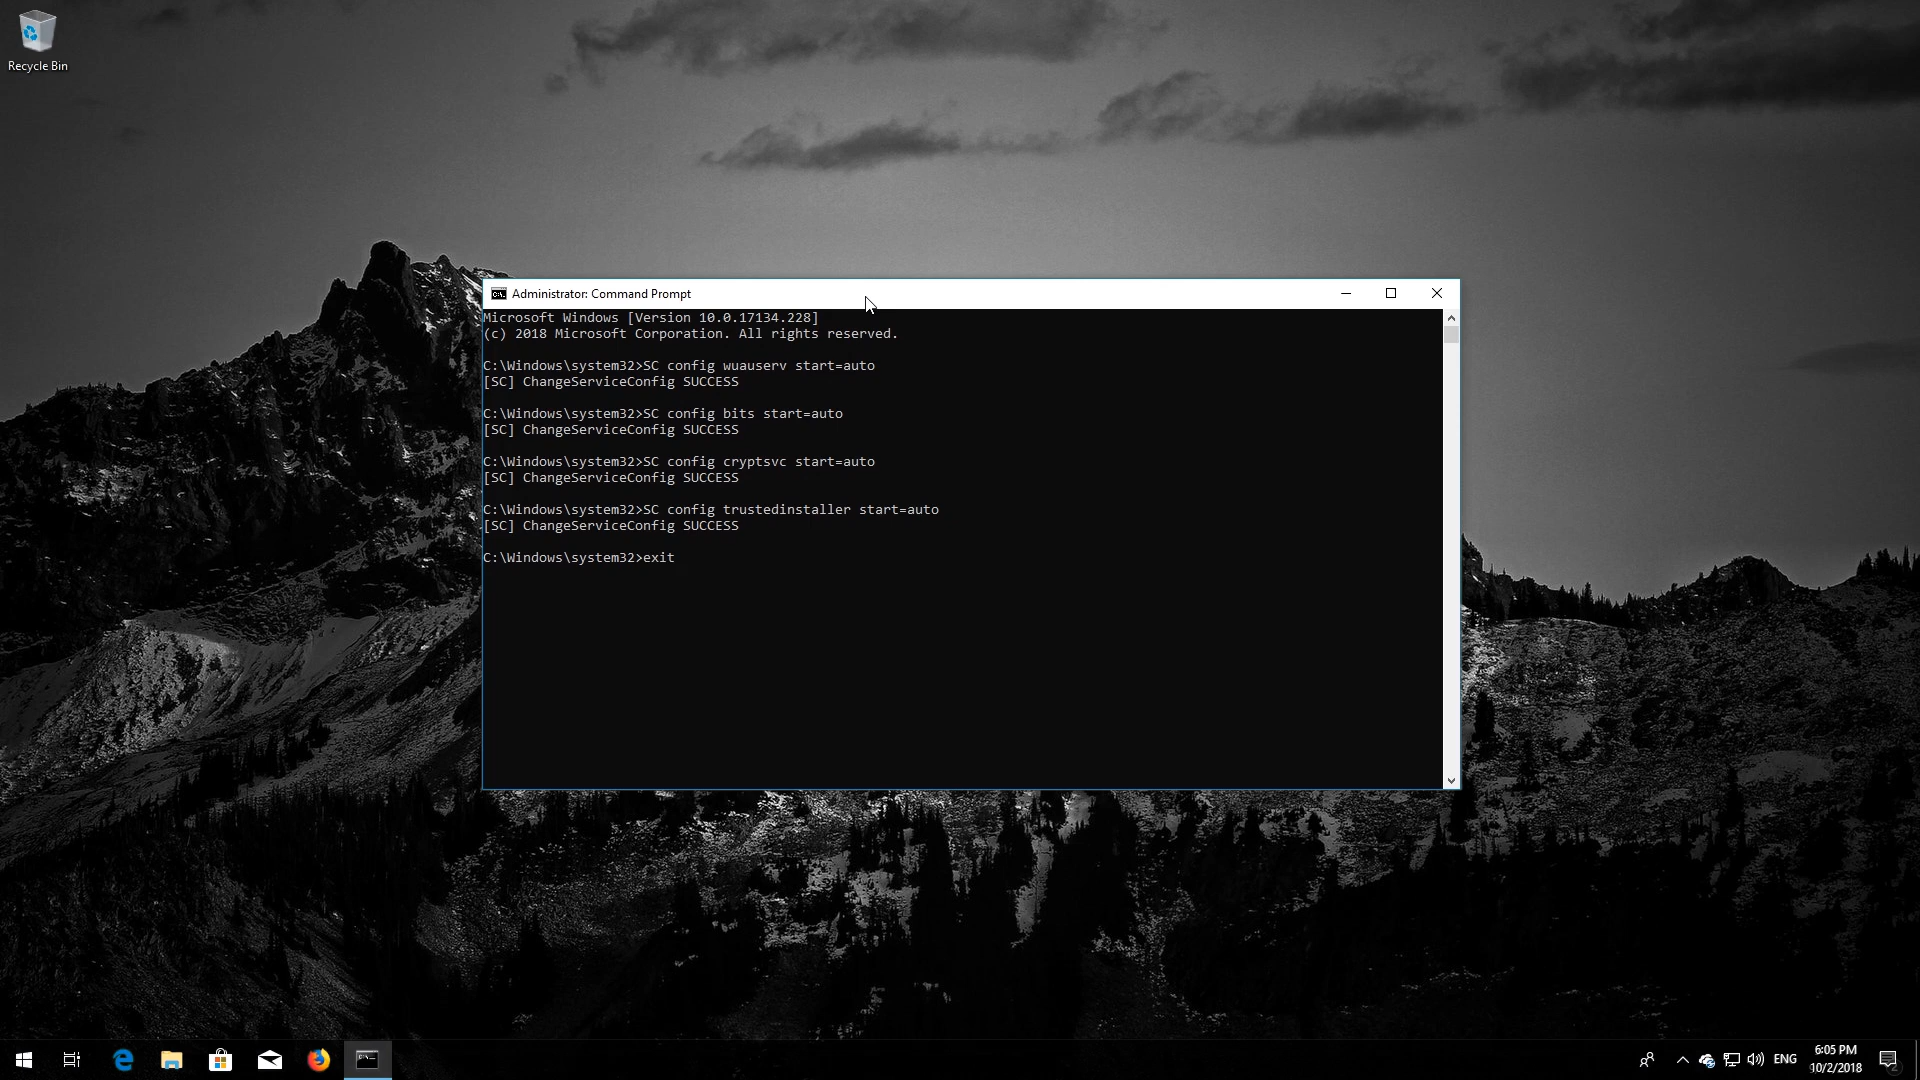 Recycle Bin
Administrator: Command Prompt
Microsoft Windows [Version 10.0.17134.228]
(c) 2018 Microsoft Corporation. All rights reserved.
C:\Windows\system32>SC config wuauserv start=auto
[SC] ChangeServiceConfig SUCCESS
C:\Windows\system32>SC config bits start=auto
[SC] ChangeServiceConfig SUCCESS
C:\Windows\system32>SC config cryptsvc start=auto
[SC] ChangeServiceConfig SUCCESS
C:\Windows\system32>SC config trustedinstaller start=auto
[SC] ChangeServiceConfig SUCCESS
C:\Windows\system32>exit
ENG
6:05 PM
10/2/2018